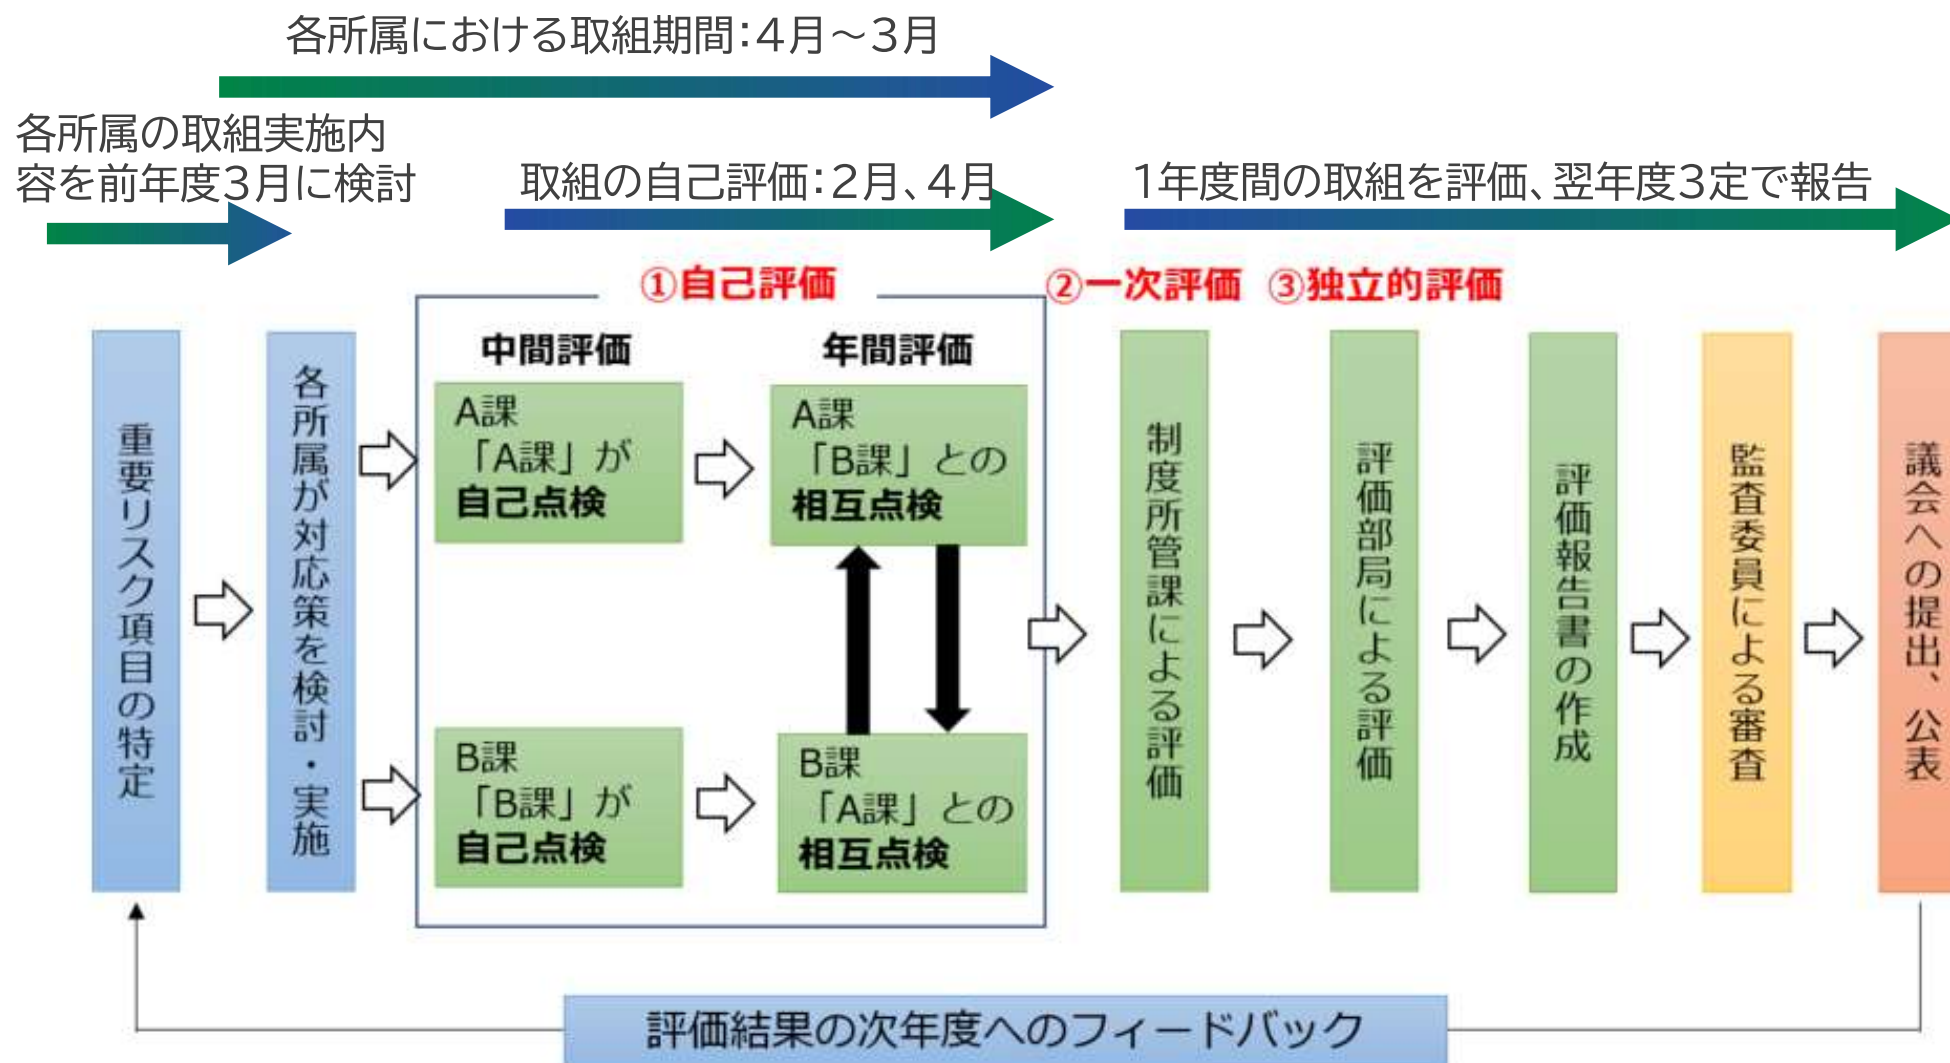 各所属における取組期間：4月～3月
各所属の取組実施内
容を前年度3月に検討
取組の自己評価：2月、4月
1年度間の取組を評価、翌年度3定で報告
①自己評価
②一次評価
③独立的評価
重要リスク項目の特定
各所属が対応策を検討・実施
中間評価
年間評価
A課
「A課」が
自己点検
A課
「B課」との
相互点検
B課
「B課」が
自己点検
B課
「A課」との
相互点検
制度所管課による評価
評価部局による評価
評価報告書の作成
監査委員による審査
議会への提出、公表
評価結果の次年度へのフィードバック